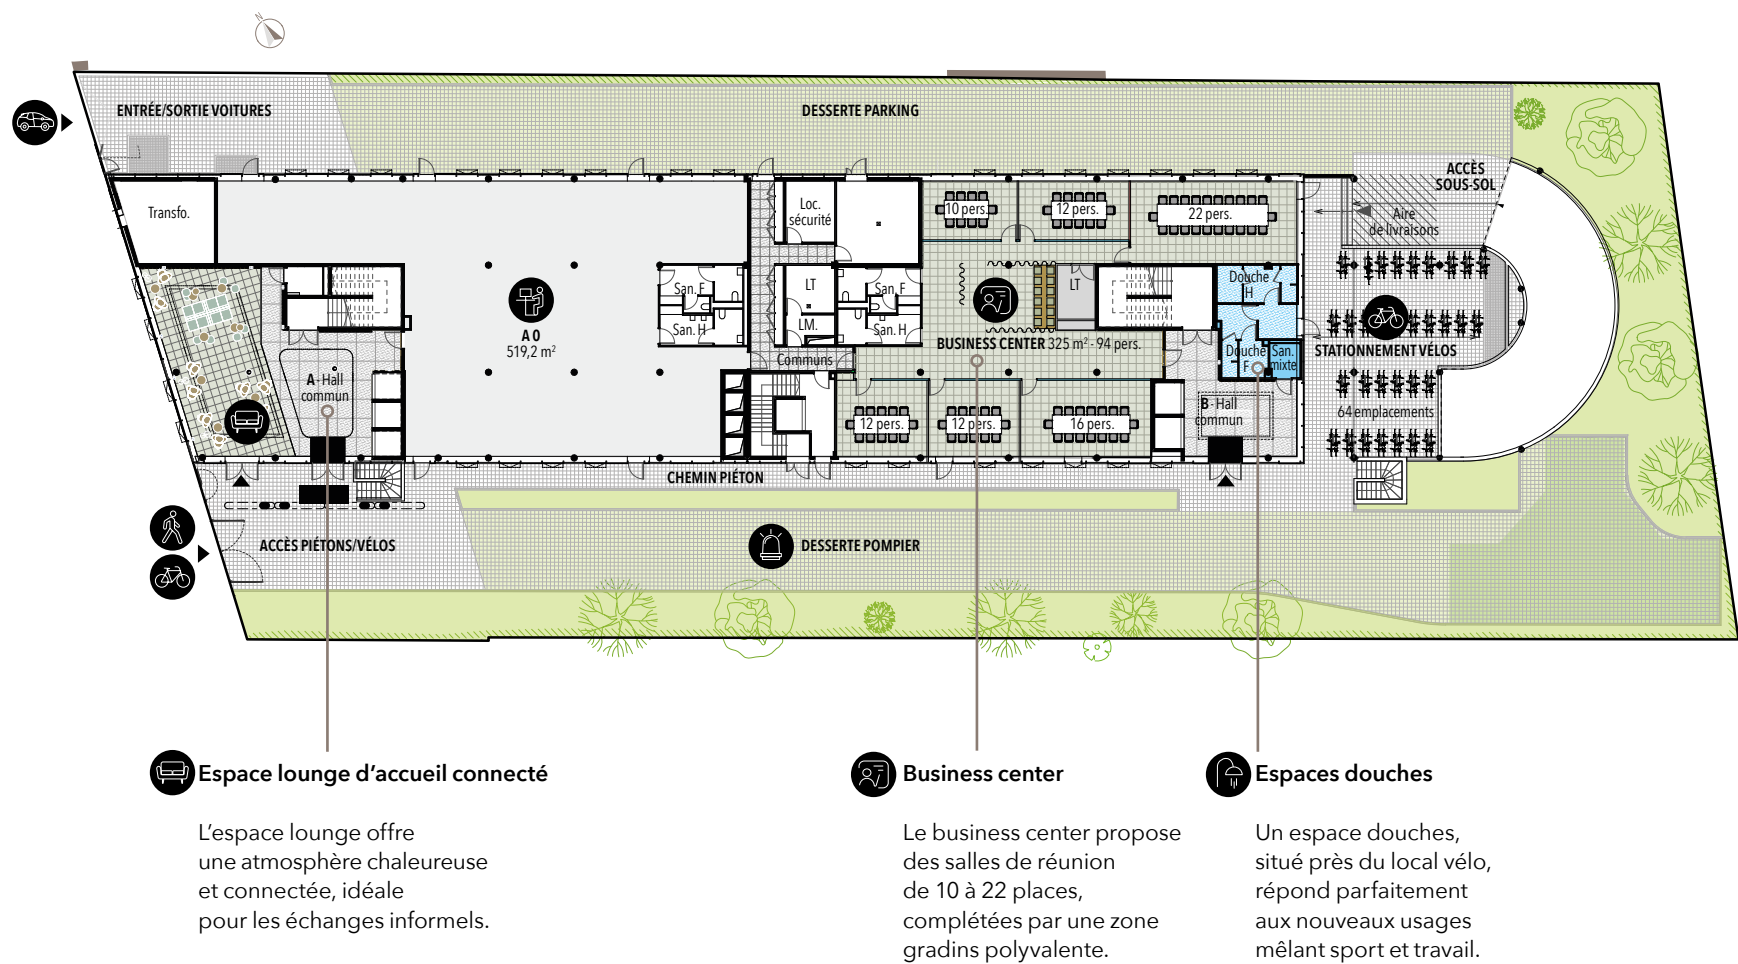 N
ENTRÉE/SORTIE VOITURES
DESSERTE PARKING
ACCÈS
SOUS-SOL
Aire
de livraisons
Transfo.
Loc.
sécurité
10 pers.
12 pers.
22 pers.
San. F
San. H
LT
LM.
San. F
San. H
Communs
LT
Douche
H
Douche
F
San.
mixte
A 0
519,2 m²
BUSINESS CENTER 325 m² - 94 pers.
STATIONNEMENT VÉLOS
64 emplacements
A - Hall
commun
B - Hall
commun
12 pers.
12 pers.
16 pers.
CHEMIN PIÉTON
ACCÈS PIÉTONS/VÉLOS
DESSERTE POMPIER
Espace lounge d’accueil connecté
L’espace lounge offre
une atmosphère chaleureuse
et connectée, idéale
pour les échanges informels.
Business center
Le business center propose
des salles de réunion
de 10 à 22 places,
complétées par une zone
gradins polyvalente.
Espaces douches
Un espace douches,
situé près du local vélo,
répond parfaitement
aux nouveaux usages
mêlant sport et travail.